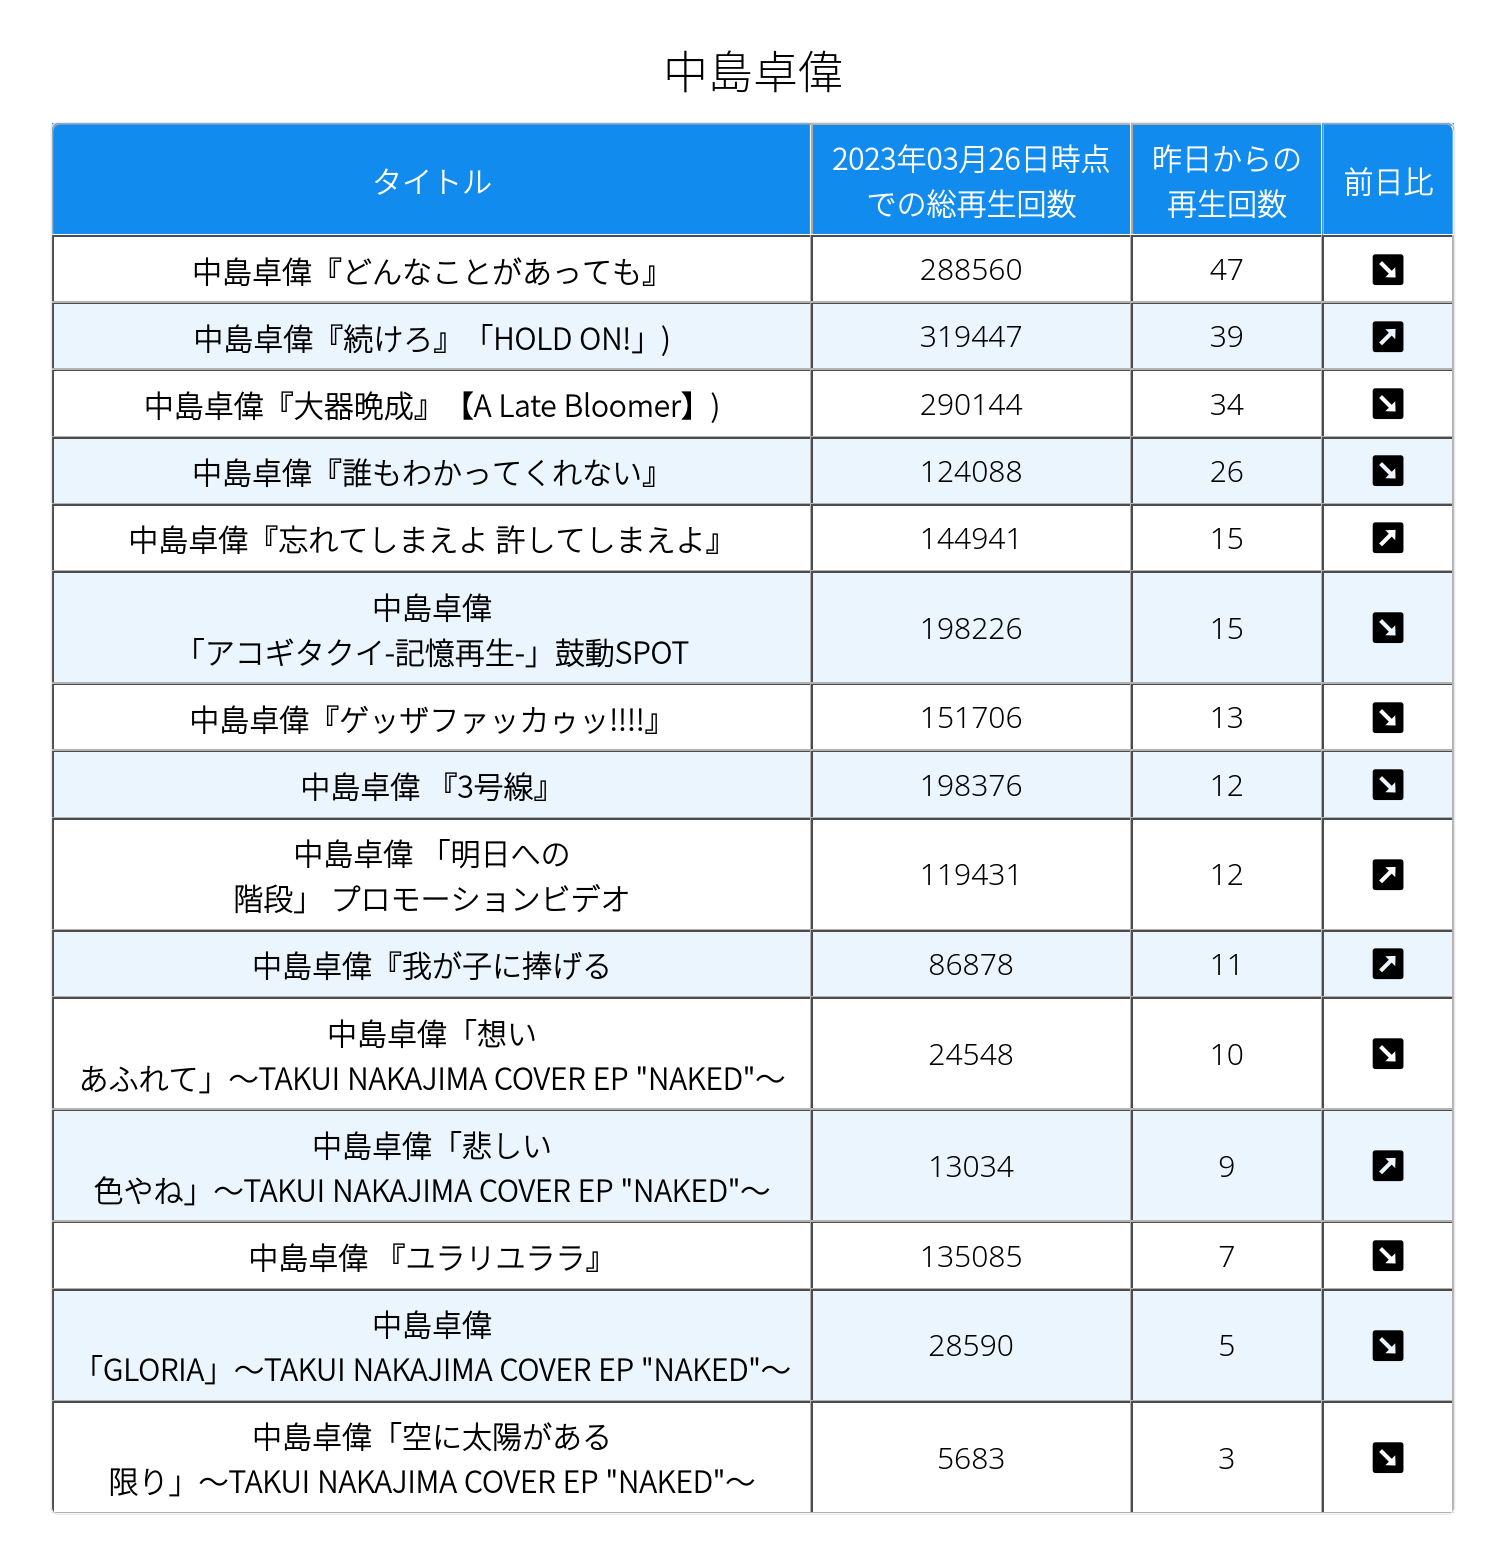 中島卓偉
タイトル
2023年03月26日時点
での総再生回数
昨日からの
再生回数
前日比
中島卓偉『どんなことがあっても』 288560 47 ↘
中島卓偉『続けろ』「HOLD ON!」) 319447 39 ↗
中島卓偉『大器晩成』【A Late Bloomer】) 290144 34 ↘
中島卓偉『誰もわかってくれない』 124088 26 ↘
中島卓偉『忘れてしまえよ 許してしまえよ』 144941 15 ↗
中島卓偉
「アコギタクイ-記憶再生-」鼓動SPOT 198226 15 ↘
中島卓偉『ゲッザファッカゥッ!!!!』 151706 13 ↘
中島卓偉 『3号線』 198376 12 ↘
中島卓偉 「明日への
階段」 プロモーションビデオ 119431 12 ↗
中島卓偉『我が子に捧げる 86878 11 ↗
中島卓偉「想い
あふれて」～TAKUI NAKAJIMA COVER EP "NAKED"～ 24548 10 ↘
中島卓偉「悲しい
色やね」～TAKUI NAKAJIMA COVER EP "NAKED"～ 13034 9 ↗
中島卓偉 『ユラリユララ』 135085 7 ↘
中島卓偉
「GLORIA」～TAKUI NAKAJIMA COVER EP "NAKED"～ 28590 5 ↘
中島卓偉「空に太陽がある
限り」～TAKUI NAKAJIMA COVER EP "NAKED"～ 5683 3 ↘